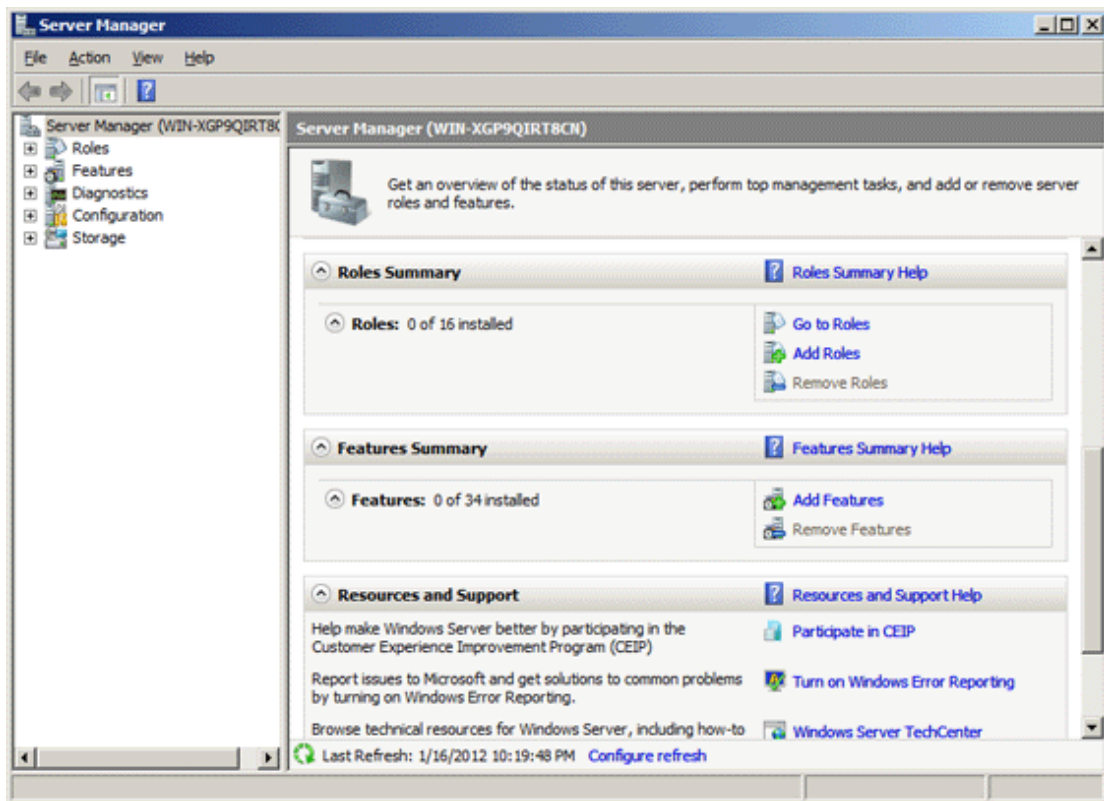 Server Manager
File Action View Help
Server Manager (WIN-XGP9QIRT8C
Roles
Features
Diagnostics
Configuration
Storage
Server Manager (WIN-XGP9QIRT8CN)
Get an overview of the status of this server, perform top management tasks, and add or remove server
roles and features.
Roles Summary
Roles Summary Help
Roles: 0 of 16 installed
Go to Roles
Add Roles
Remove Roles
Features Summary
Features Summary Help
Features: 0 of 34 installed
Add Features
Remove Features
Resources and Support
Resources and Support Help
Help make Windows Server better by participating in the
Customer Experience Improvement Program (CEIP)
Participate in CEIP
Report issues to Microsoft and get solutions to common problems
by turning on Windows Error Reporting.
Turn on Windows Error Reporting
Browse technical resources for Windows Server, including how-to
Windows Server TechCenter
Last Refresh: 1/16/2012 10:19:48 PM Configure refresh